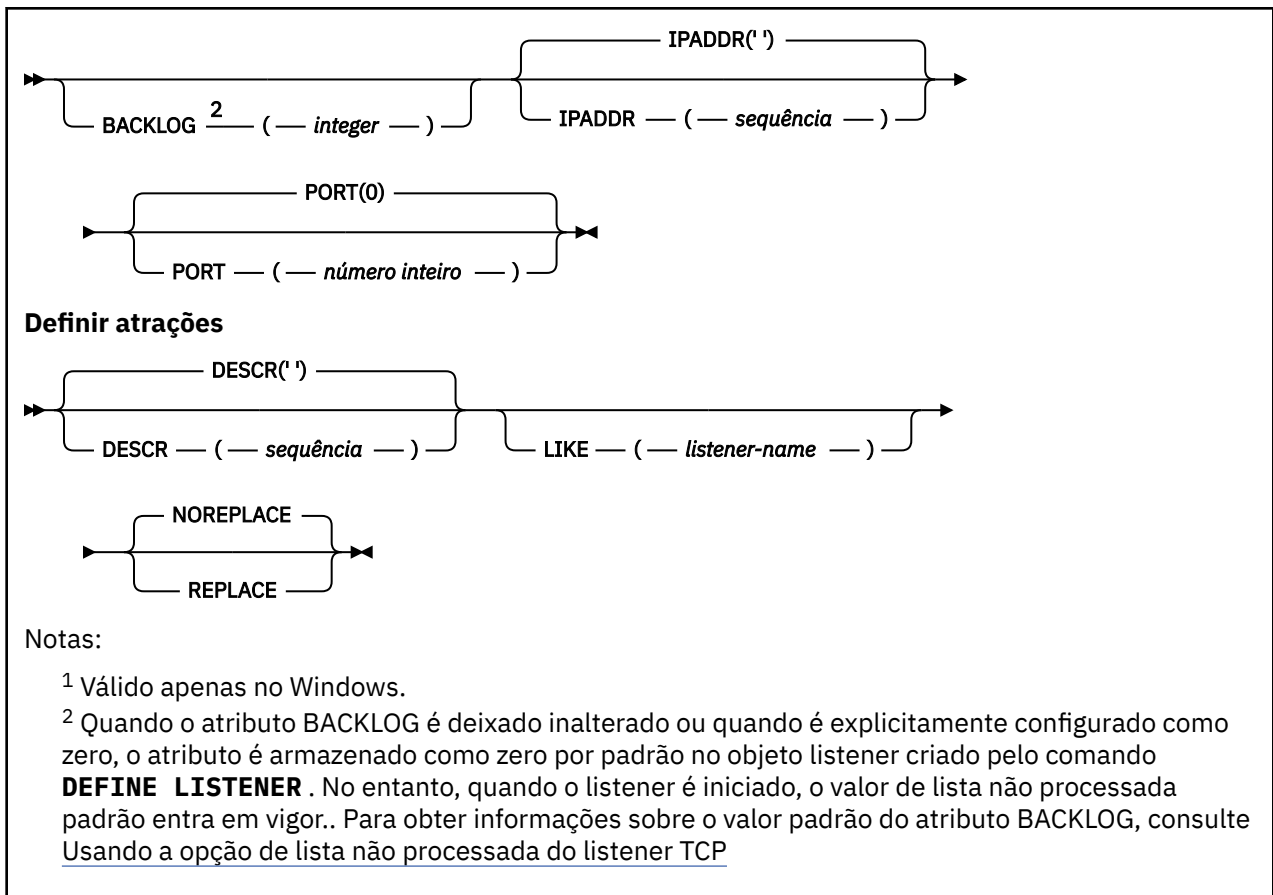 IPADDR(' ')
BACKLOG 2 ( integer )
IPADDR ( sequência )
PORT(0)
PORT ( número inteiro )
Definir atrações
DESCR(' ')
DESCR ( sequência )
LIKE ( listener-name )
NOREPLACE
REPLACE
Notas:
1 Válido apenas no Windows.
2 Quando o atributo BACKLOG é deixado inalterado ou quando é explicitamente configurado como
zero, o atributo é armazenado como zero por padrão no objeto listener criado pelo comando
DEFINE LISTENER . No entanto, quando o listener é iniciado, o valor de lista não processada
padrão entra em vigor.. Para obter informações sobre o valor padrão do atributo BACKLOG, consulte
Usando a opção de lista não processada do listener TCP